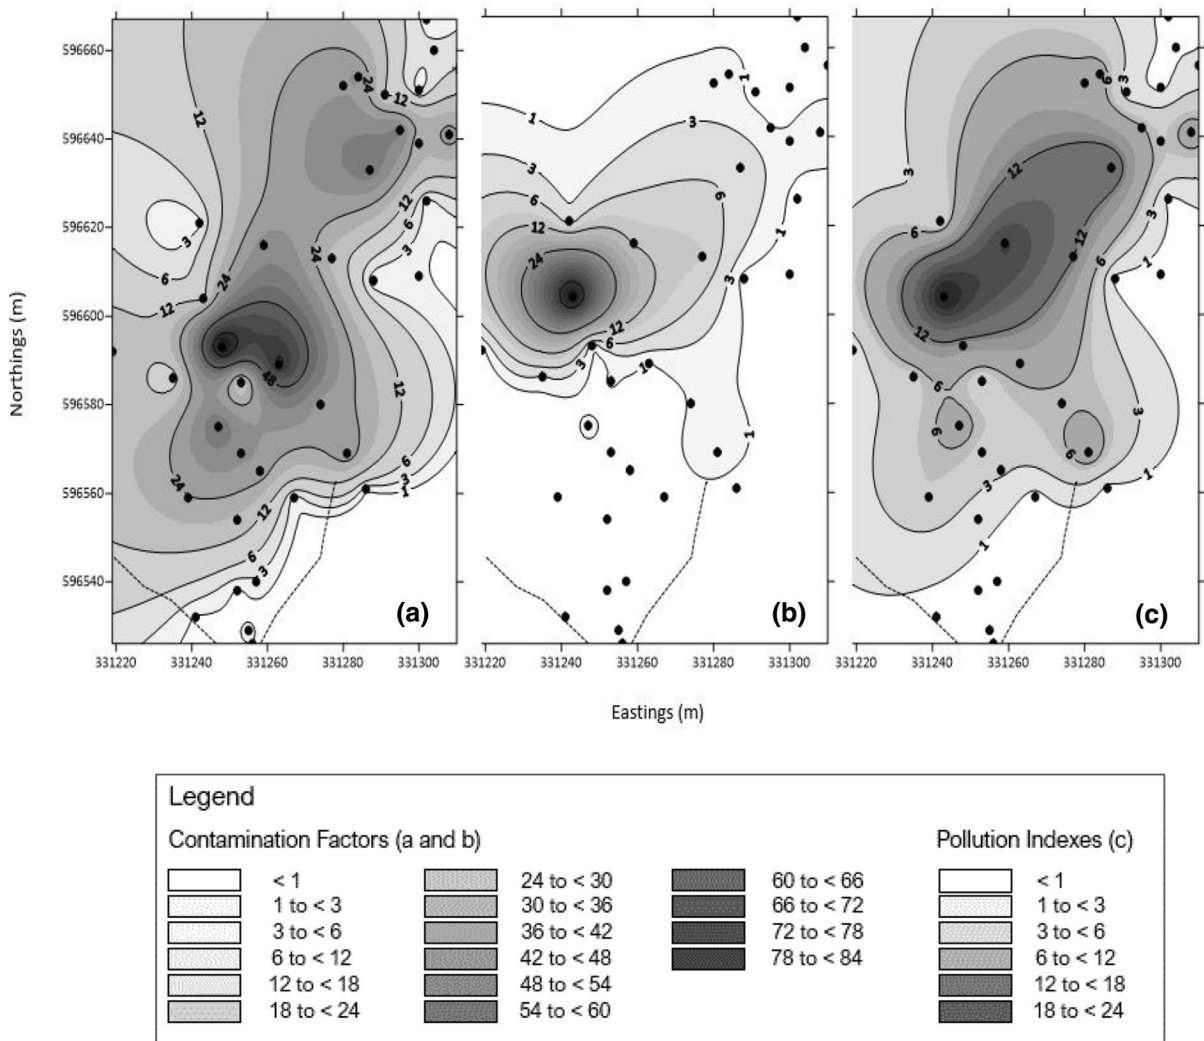 596660
596640
596620
596600
596580
596560
596540
Northings (m)
12
24
12
12
3
6
12
24
24
12
6
3
48
12
24
12
6
3
1
6
3
(a)
1
1
3
3
6
12
24
6
1
3
12
6
3
1
1
(b)
3
6
3
12
6
12
6
3
1
12
6
6
6
3
3
1
1
(c)
331220 331240 331260 331280 331300
331220 331240 331260 331280 331300
331220 331240 331260 331280 331300
Eastings (m)
Legend
Contamination Factors (a and b)
Pollution Indexes (c)
< 1
1 to < 3
3 to < 6
6 to < 12
12 to < 18
18 to < 24
24 to < 30
30 to < 36
36 to < 42
42 to < 48
48 to < 54
54 to < 60
60 to < 66
66 to < 72
72 to < 78
78 to < 84
< 1
1 to < 3
3 to < 6
6 to < 12
12 to < 18
18 to < 24